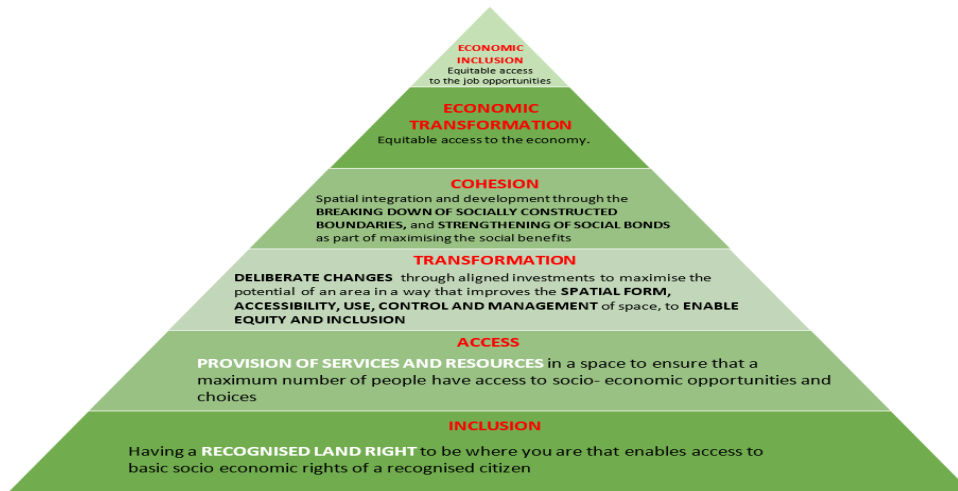 ECONOMIC
INCLUSION
Equitable access
to the job opportunities
ECONOMIC
TRANSFORMATION
Equitable access to the economy.
COHESION
Spatial integration and development through the
BREAKING DOWN OF SOCIALLY CONSTRUCTED
BOUNDARIES, and STRENGTHENING OF SOCIAL BONDS
as part of maximising the social benefits
TRANSFORMATION
DELIBERATE CHANGES through aligned investments to maximise the
potential of an area in a way that improves the SPATIAL FORM,
ACCESSIBILITY, USE, CONTROL AND MANAGEMENT of space, to ENABLE
EQUITY AND INCLUSION
ACCESS
PROVISION OF SERVICES AND RESOURCES in a space to ensure that a
maximum number of people have access to socio- economic opportunities and
choices
INCLUSION
Having a RECOGNISED LAND RIGHT to be where you are that enables access to
basic socio economic rights of a recognised citizen